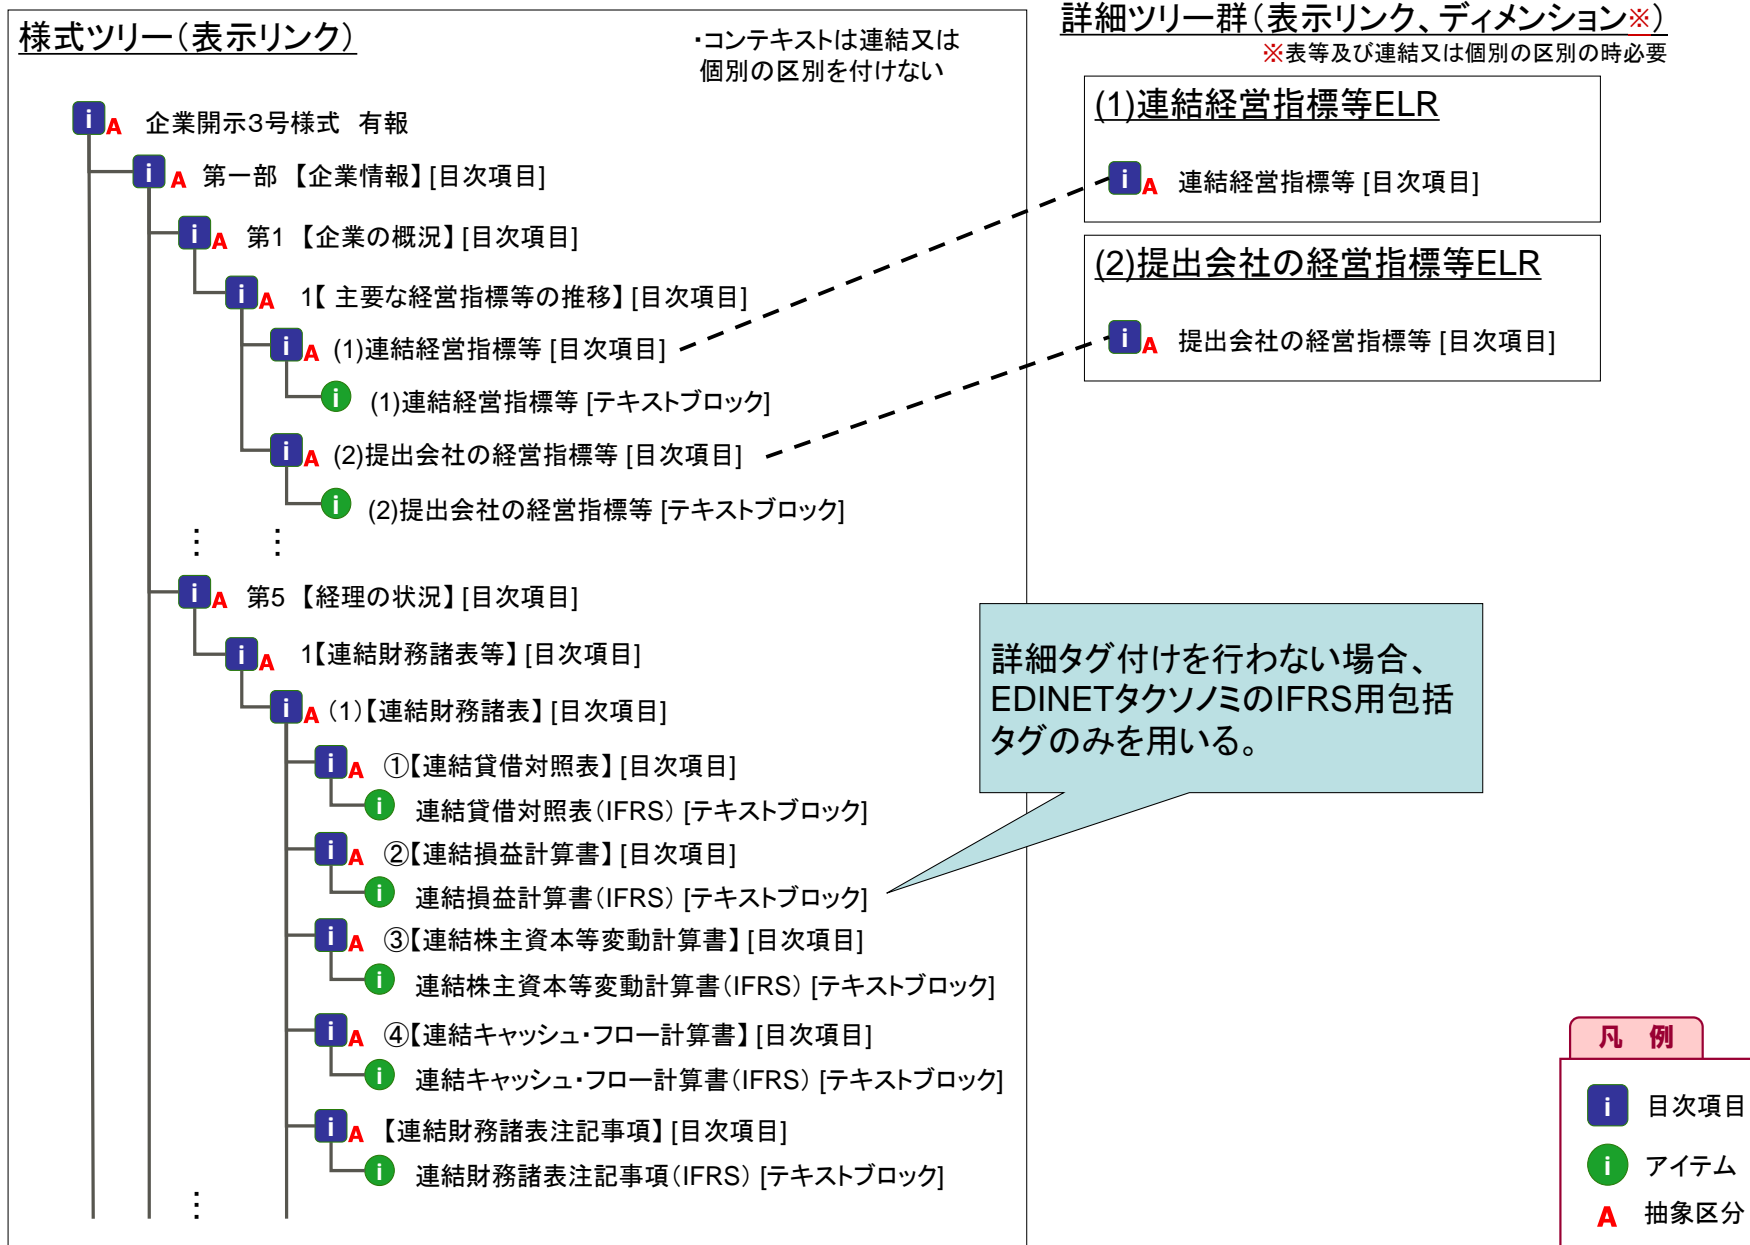 様式ツリー(表示リンク)
・コンテキストは連結又は
個別の区別を付けない
i A 企業開示3号様式 有報
i A 第一部 【企業情報】[目次項目]
i A 第1 【企業の概況】[目次項目]
i A 1【 主要な経営指標等の推移】[目次項目]
i A (1)連結経営指標等 [目次項目]
i (1)連結経営指標等 [テキストブロック]
i A (2)提出会社の経営指標等 [目次項目]
i (2)提出会社の経営指標等 [テキストブロック]
⋮ ⋮
i A 第5 【経理の状況】[目次項目]
i A 1【連結財務諸表等】[目次項目]
i A (1)【連結財務諸表】[目次項目]
i A ①【連結貸借対照表】[目次項目]
i 連結貸借対照表(IFRS) [テキストブロック]
i A ②【連結損益計算書】[目次項目]
i 連結損益計算書(IFRS) [テキストブロック]
i A ③【連結株主資本等変動計算書】[目次項目]
i 連結株主資本等変動計算書(IFRS) [テキストブロック]
i A ④【連結キャッシュ・フロー計算書】[目次項目]
i 連結キャッシュ・フロー計算書(IFRS) [テキストブロック]
i A 【連結財務諸表注記事項】[目次項目]
i 連結財務諸表注記事項(IFRS) [テキストブロック]
⋮
詳細ツリー群(表示リンク、ディメンション※)
※表等及び連結又は個別の区別の時必要
(1)連結経営指標等ELR
i A 連結経営指標等 [目次項目]
(2)提出会社の経営指標等ELR
i A 提出会社の経営指標等 [目次項目]
詳細タグ付けを行わない場合、
EDINETタクソノミのIFRS用包括
タグのみを用いる。
凡 例
i 目次項目
i アイテム
A 抽象区分